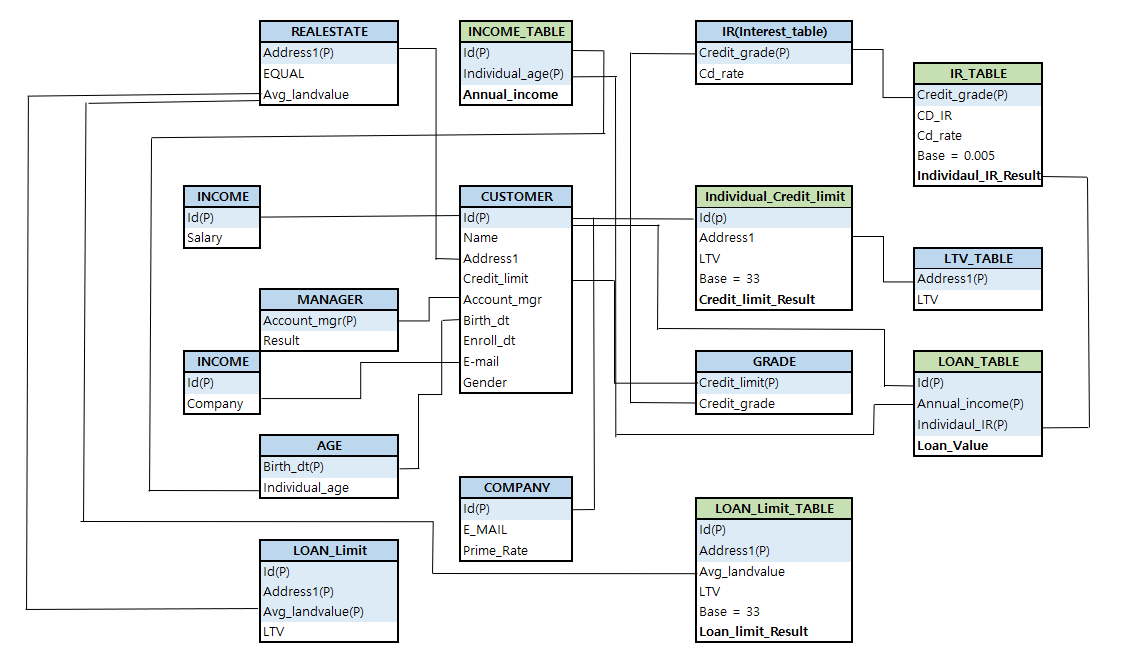 REALESTATE
Address1(P)
EQUAL
Avg_landvalue
INCOME_TABLE
Id(P)
Individual_age(P)
Annual_income
IR(Interest_table)
Credit_grade(P)
Cd_rate
IR_TABLE
Credit_grade(P)
CD_IR
Cd_rate
Base = 0.005
Individaul_IR_Result
INCOME
Id(P)
Salary
CUSTOMER
Id(P)
Name
Address1
Credit_limit
Account_mgr
Birth_dt
Enroll_dt
E-mail
Gender
Individual_Credit_limit
Id(p)
Address1
LTV
Base = 33
Credit_limit_Result
LTV_TABLE
Address1(P)
LTV
MANAGER
Account_mgr(P)
Result
INCOME
Id(P)
Company
GRADE
Credit_limit(P)
Credit_grade
LOAN_TABLE
Id(P)
Annual_income(P)
Individaul_IR(P)
Loan_Value
AGE
Birth_dt(P)
Individual_age
COMPANY
Id(P)
E_MAIL
Prime_Rate
LOAN_Limit_TABLE
Id(P)
Address1(P)
Avg_landvalue
LTV
Base = 33
Loan_limit_Result
LOAN_Limit
Id(P)
Address1(P)
Avg_landvalue(P)
LTV